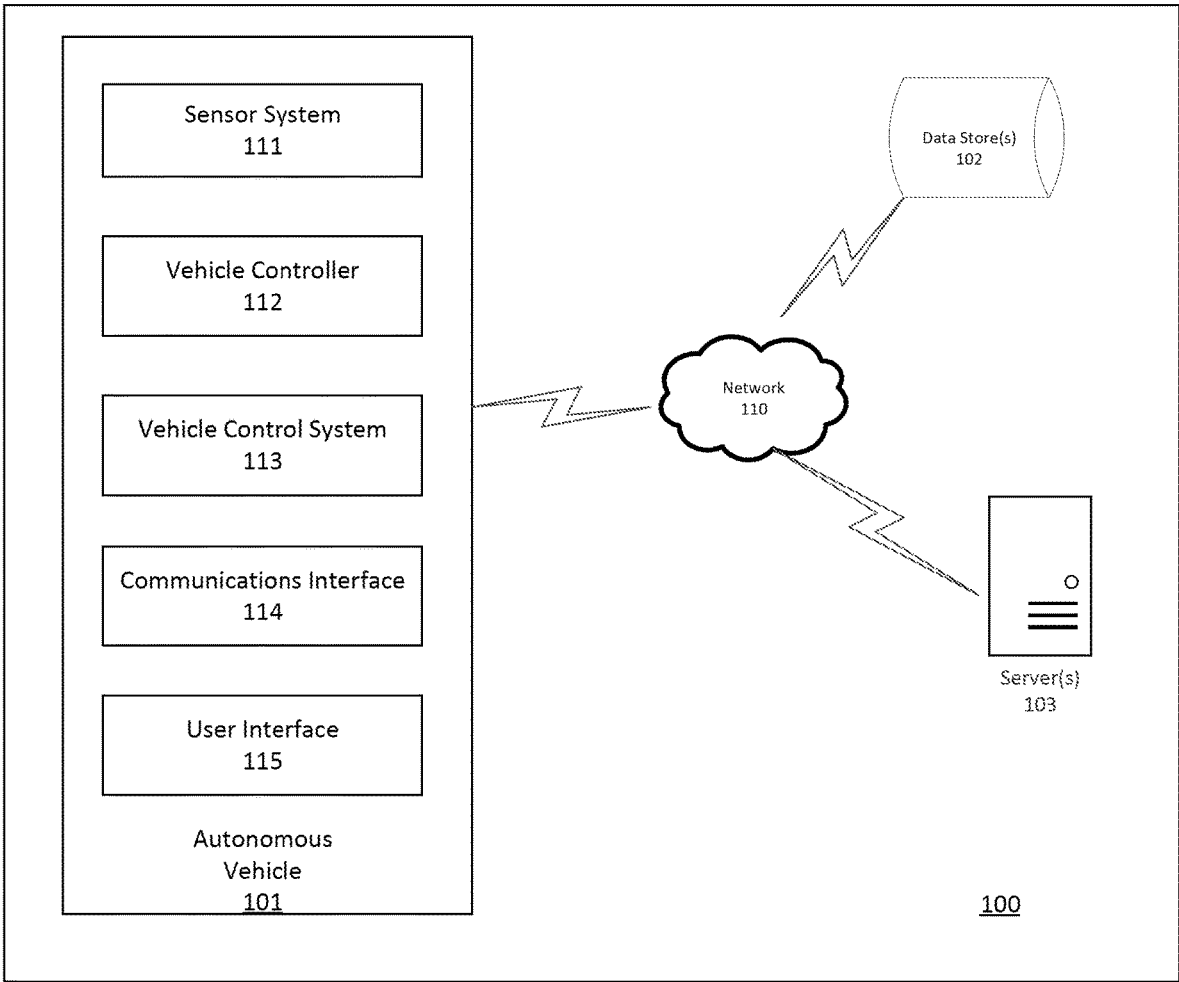 Sensor System
111
Vehicle Controller
112
Vehicle Control System
113
Communications Interface
114
User Interface
115
Autonomous
Vehicle
101
Data Store(s)
102
Network
110
Server(s)
103
100